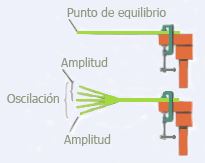 Punto de equilibrio
Amplitud
Oscilación
Amplitud